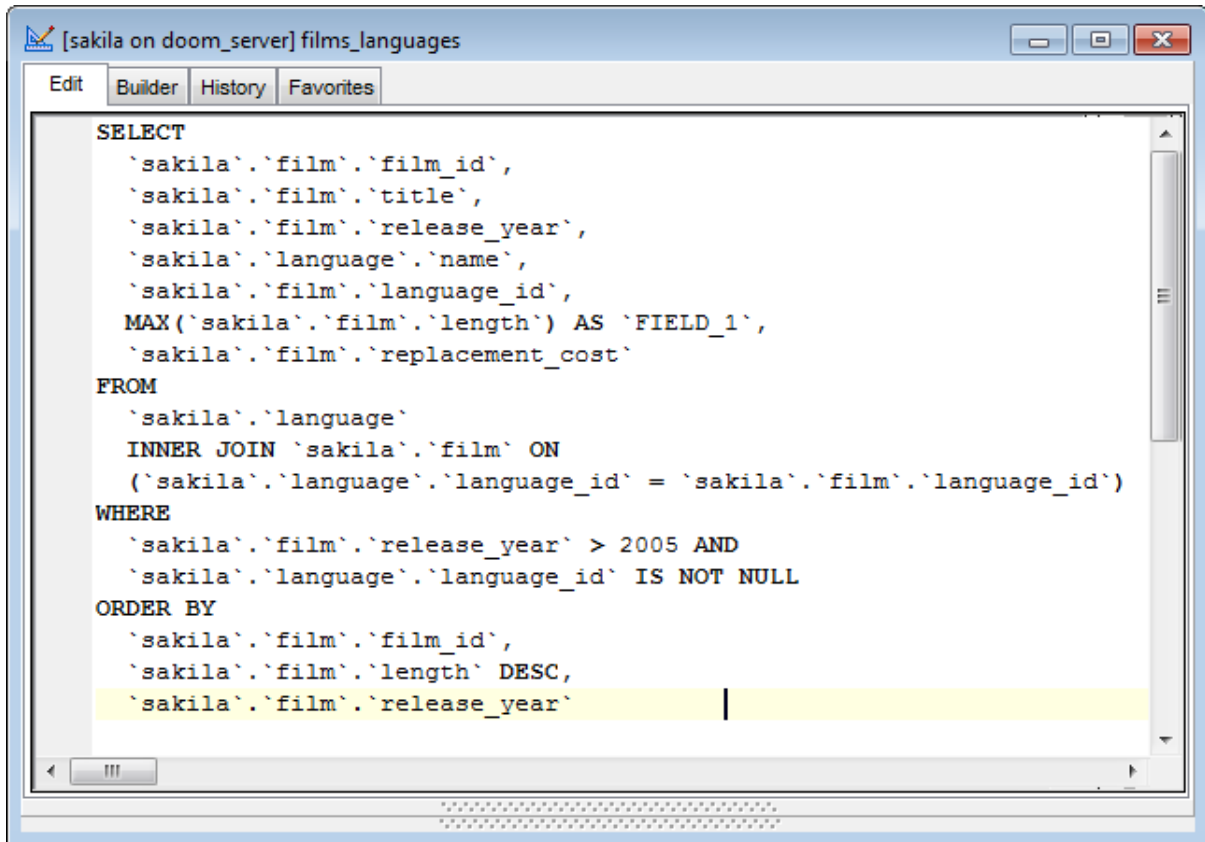 [sakila on doom_server] films_languages
Edit Builder History Favorites
SELECT
`sakila`.`film`.`film_id`,
`sakila`.`film`.`title`,
`sakila`.`film`.`release_year`,
`sakila`.`language`.`name`,
`sakila`.`film`.`language_id`,
MAX(`sakila`.`film`.`length`) AS `FIELD_1`,
`sakila`.`film`.`replacement_cost`
FROM
`sakila`.`language`
INNER JOIN `sakila`.`film` ON
(`sakila`.`language`.`language_id` = `sakila`.`film`.`language_id`)
WHERE
`sakila`.`film`.`release_year` > 2005 AND
`sakila`.`language`.`language_id` IS NOT NULL
ORDER BY
`sakila`.`film`.`film_id`,
`sakila`.`film`.`length` DESC,
`sakila`.`film`.`release_year`